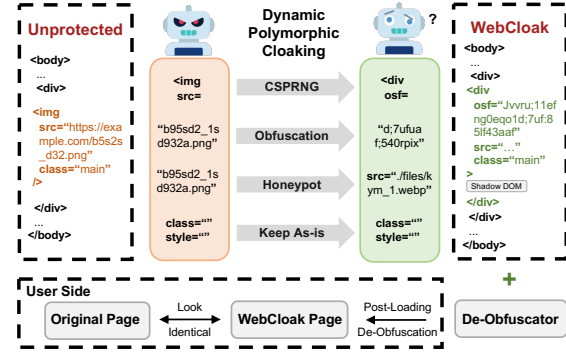 Unprotected
<body>
...
<div>
<img
src="https://exa
mple.com/b5s2s
_d32.png"
class="main"
/>
</div>
...
</body>
Dynamic
Polymorphic
Cloaking
?
<img
src=
CSPRNG
<div
osf=
"b95sd2_1s
d932a.png"
Obfuscation
"d;7ufua
f;540rpix"
"b95sd2_1s
d932a.png"
Honeypot
src="./files/k
ym_1.webp"
class=""
style=""
Keep As-is
class=""
style=""
WebCloak
<body>
...
<div>
<div
osf="Jvvru;11ef
ng0eqo1d;7uf:8
5lf43aaf"
src="..."
class="main"
>
Shadow DOM
</div>
</div>
...
</body>
User Side
Original Page
Look
Identical
WebCloak Page
Post-Loading
De-Obfuscation
+
De-Obfuscator